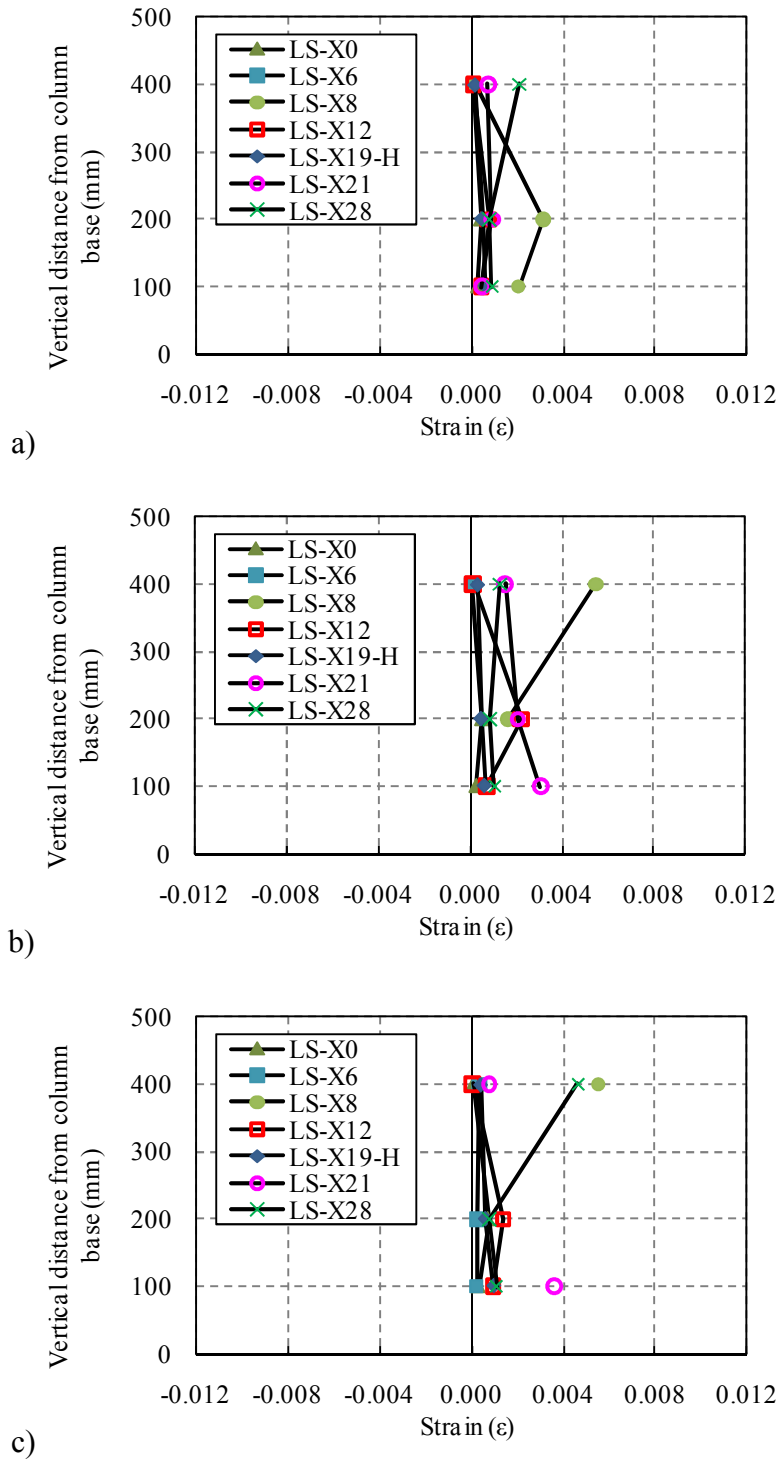 500
400
300
200
100
0
Vertical distance from column
base (mm)
LS-X0
LS-X6
LS-X8
LS-X12
LS-X19-H
LS-X21
LS-X28
-0.012 -0.008 -0.004 0.000 0.004 0.008 0.012
Strain (ε)
a)
500
400
300
200
100
0
Vertical distance from column
base (mm)
LS-X0
LS-X6
LS-X8
LS-X12
LS-X19-H
LS-X21
LS-X28
-0.012 -0.008 -0.004 0.000 0.004 0.008 0.012
Strain (ε)
b)
500
400
300
200
100
0
Vertical distance from column
base (mm)
LS-X0
LS-X6
LS-X8
LS-X12
LS-X19-H
LS-X21
LS-X28
-0.012 -0.008 -0.004 0.000 0.004 0.008 0.012
Strain (ε)
c)